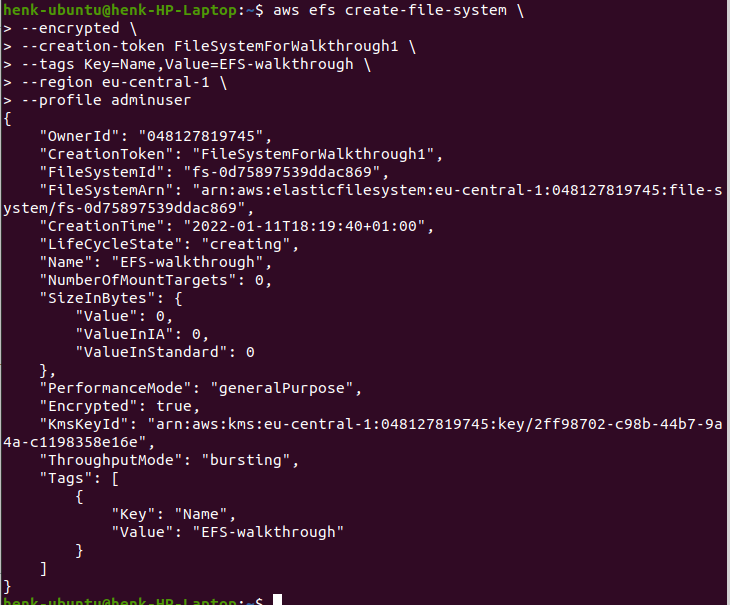 henk-ubuntu@henk-HP-Laptop:~$ aws efs create-file-system \
> --encrypted \
> --creation-token FileSystemForWalkthrough1 \
> --tags Key=Name,Value=EFS-walkthrough \
> --region eu-central-1 \
> --profile adminuser
{
    "OwnerId": "048127819745",
    "CreationToken": "FileSystemForWalkthrough1",
    "FileSystemId": "fs-0d75897539ddac869",
    "FileSystemArn": "arn:aws:elasticfilesystem:eu-central-1:048127819745:file-s
ystem/fs-0d75897539ddac869",
    "CreationTime": "2022-01-11T18:19:40+01:00",
    "LifeCycleState": "creating",
    "Name": "EFS-walkthrough",
    "NumberOfMountTargets": 0,
    "SizeInBytes": {
        "Value": 0,
        "ValueInIA": 0,
        "ValueInStandard": 0
    },
    "PerformanceMode": "generalPurpose",
    "Encrypted": true,
    "KmsKeyId": "arn:aws:kms:eu-central-1:048127819745:key/2ff98702-c98b-44b7-9a
4a-c1198358e16e",
    "ThroughputMode": "bursting",
    "Tags": [
        {
            "Key": "Name",
            "Value": "EFS-walkthrough"
        }
    ]
}
henk-ubuntu@henk-HP-Laptop:~$